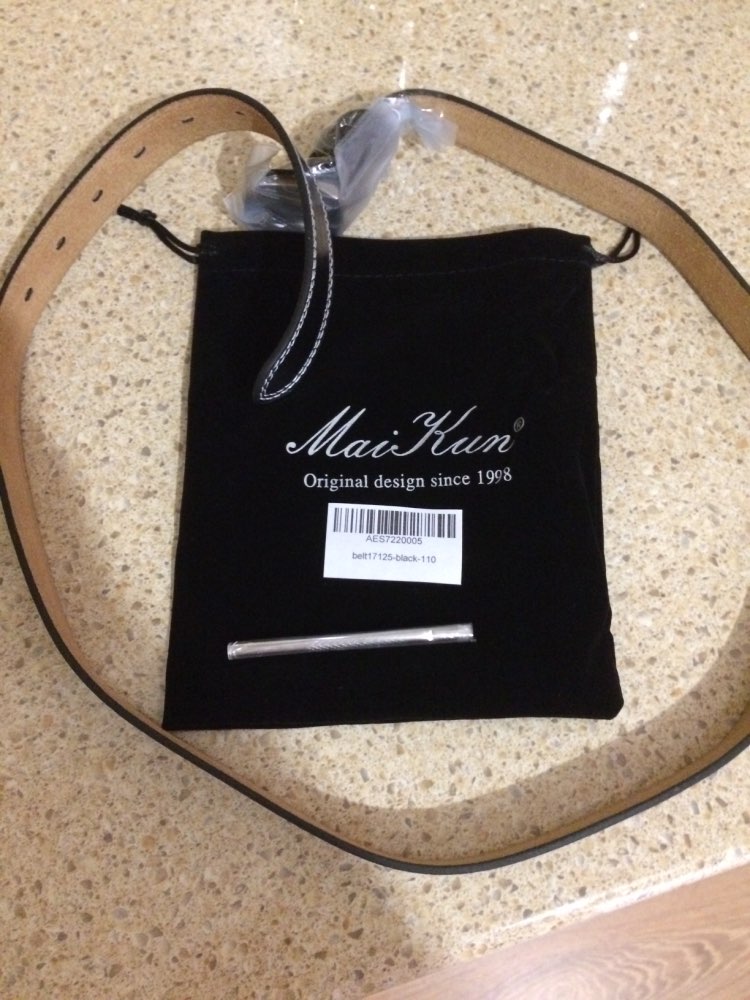 MaiKun®
Original design since 1998
AES7220005
belt17125-black-110